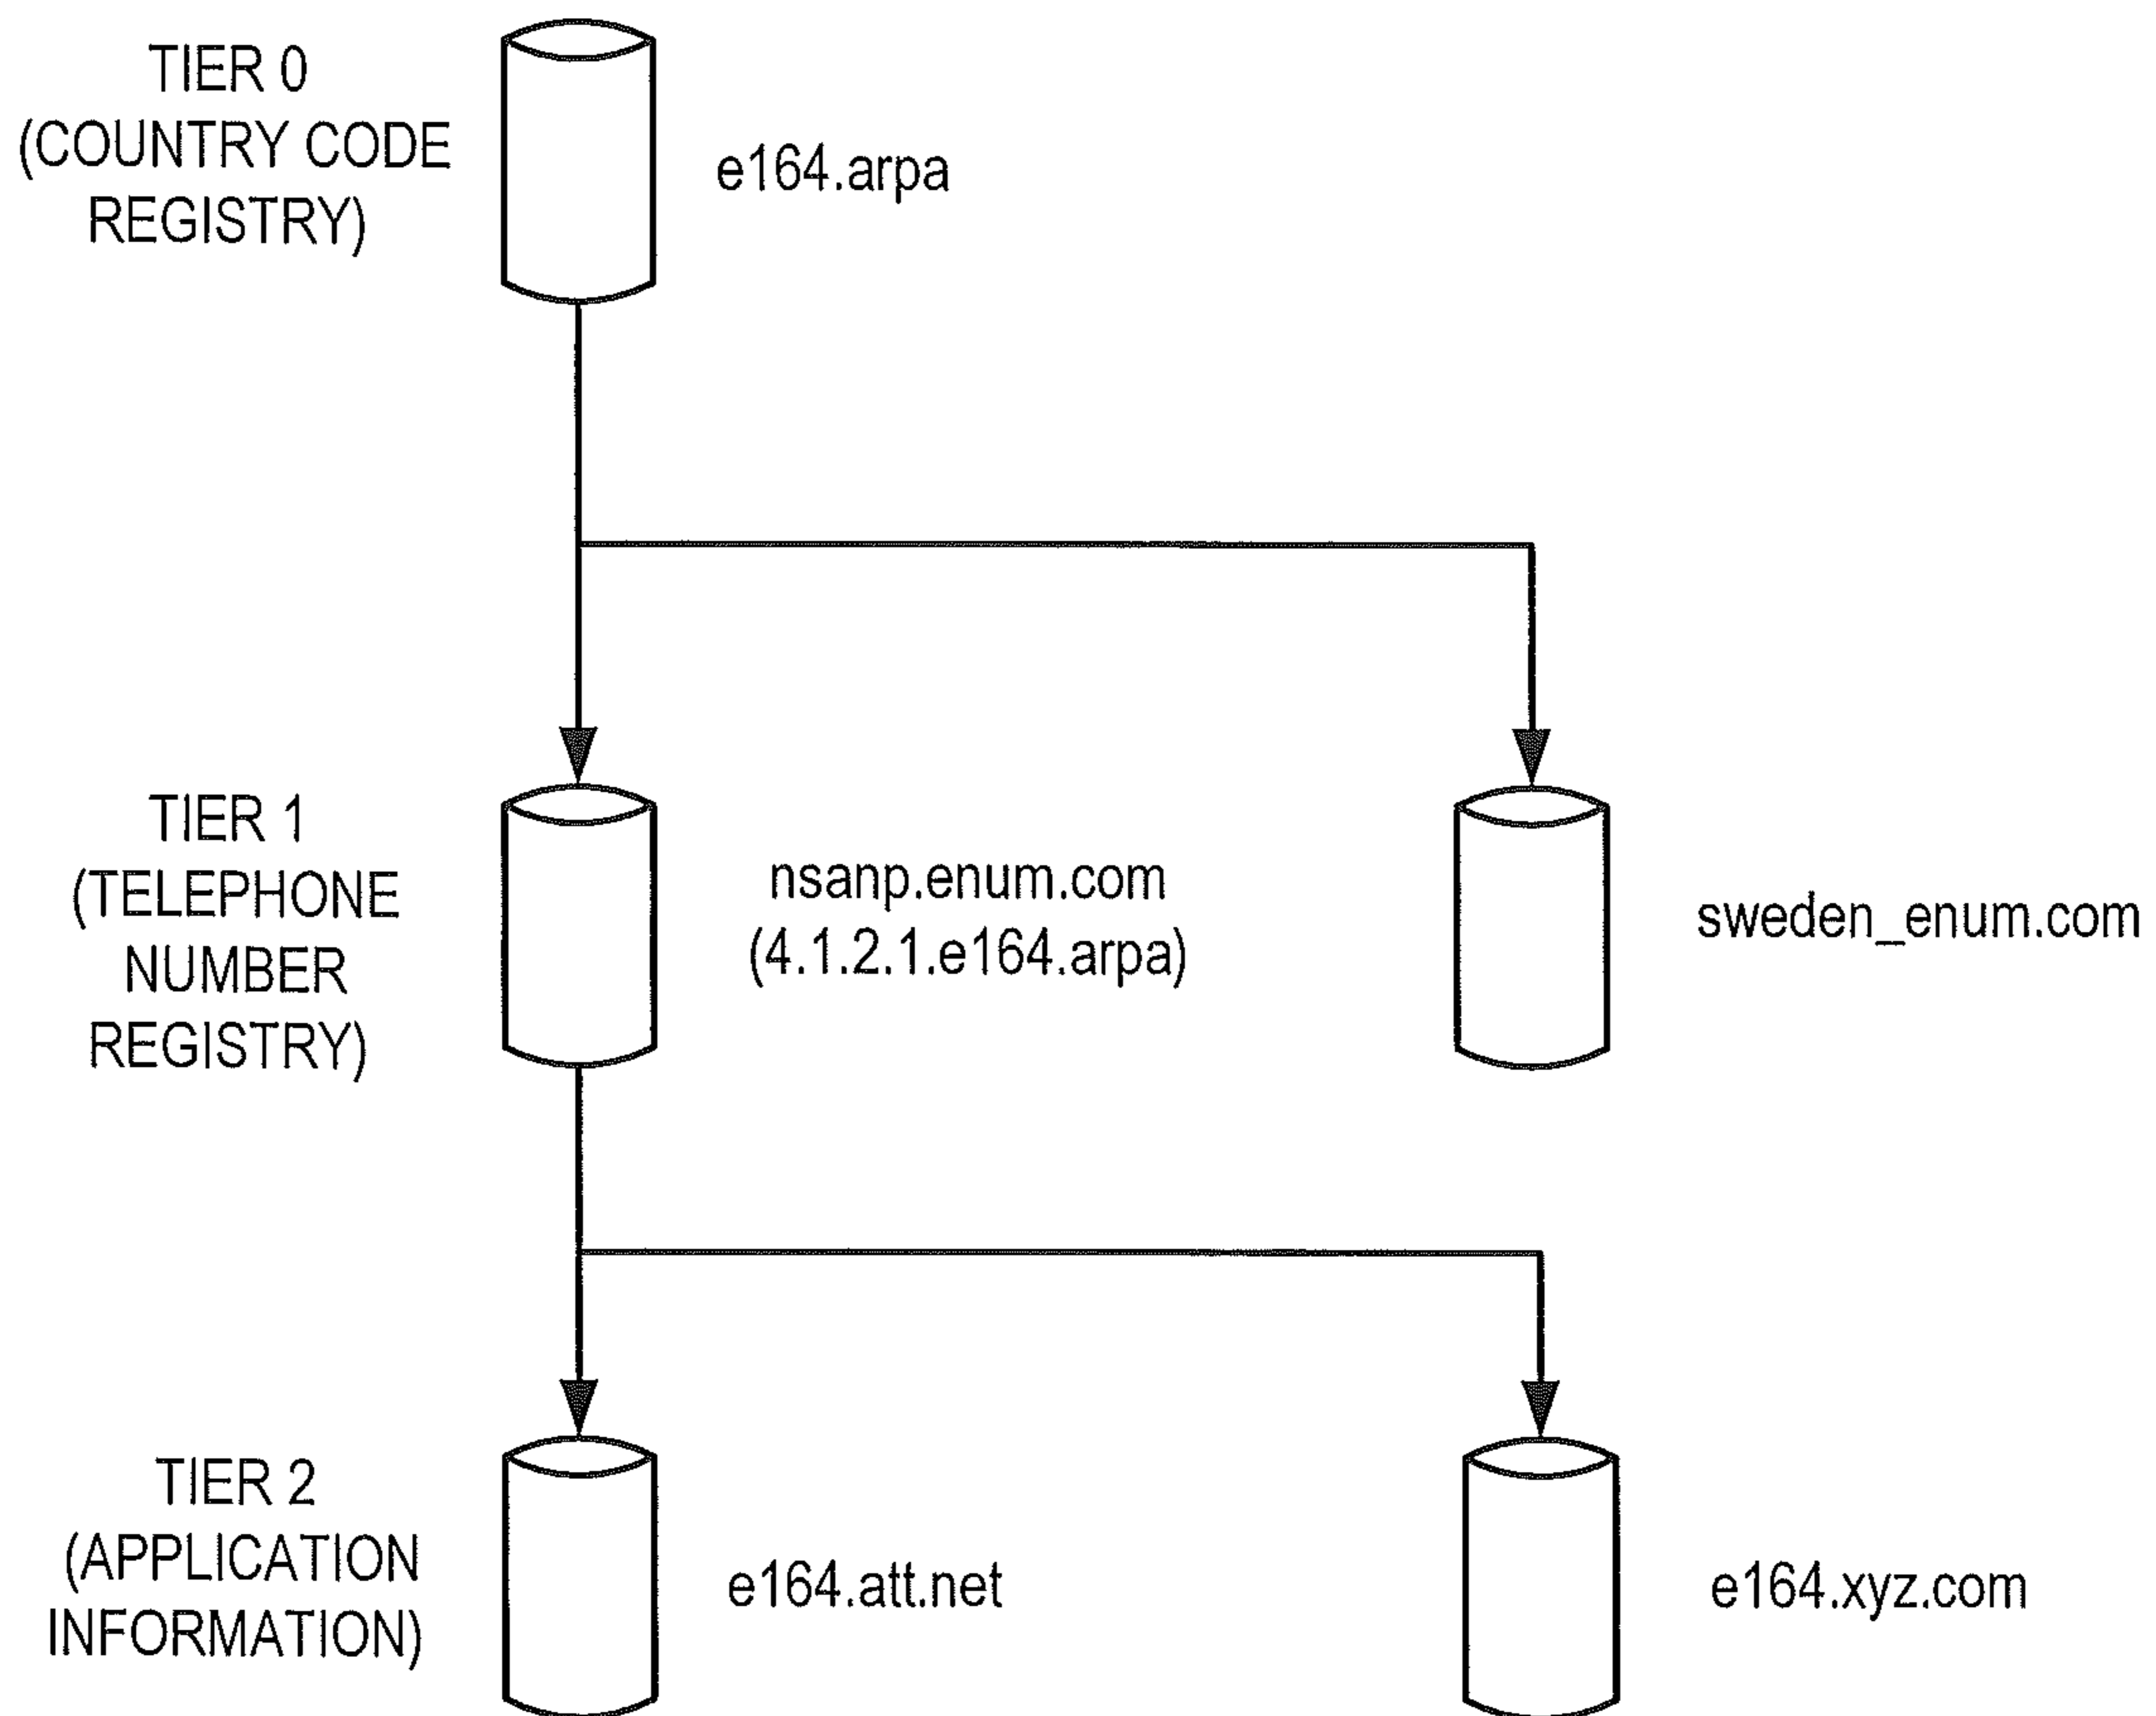 TIER 0
(COUNTRY CODE
REGISTRY)
e164.arpa
TIER 1
(TELEPHONE
NUMBER
REGISTRY)
nsanp.enum.com
(4.1.2.1.e164.arpa)
sweden_enum.com
TIER 2
(APPLICATION
INFORMATION)
e164.att.net
e164.xyz.com